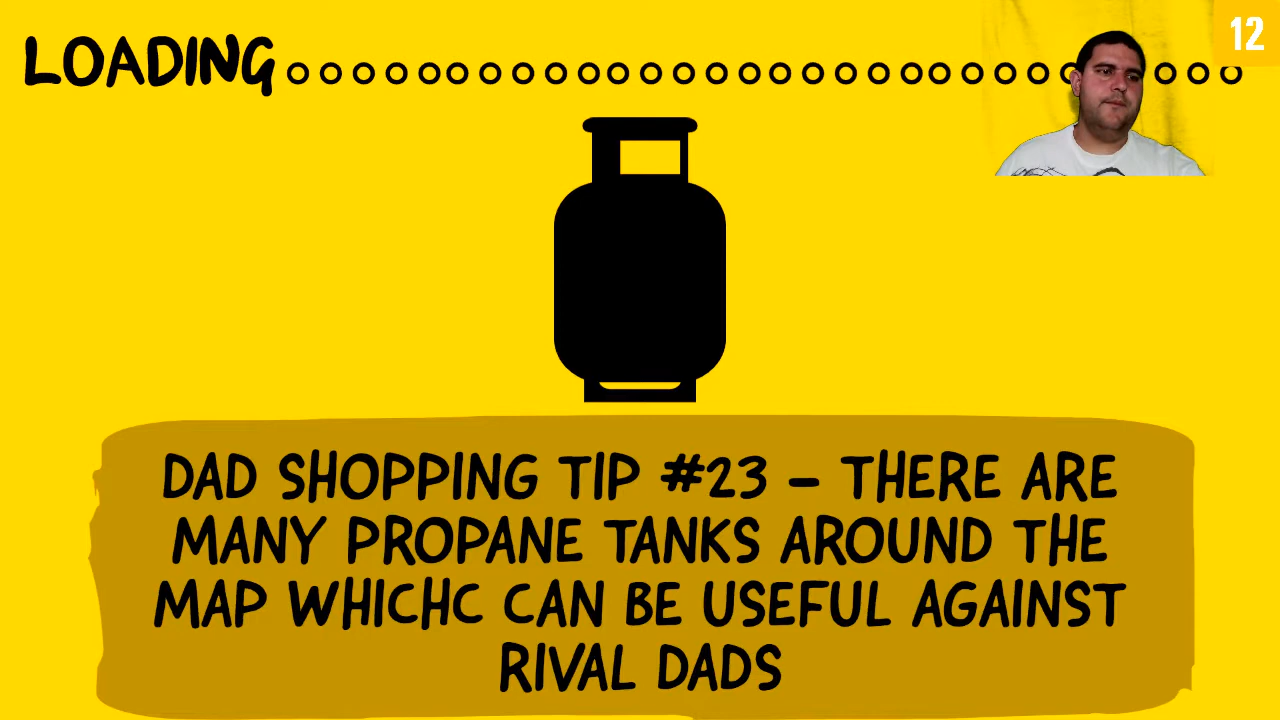 12
LOADING
DAD SHOPPING TIP #23 – THERE ARE
MANY PROPANE TANKS AROUND THE
MAP WHICHC CAN BE USEFUL AGAINST
RIVAL DADS